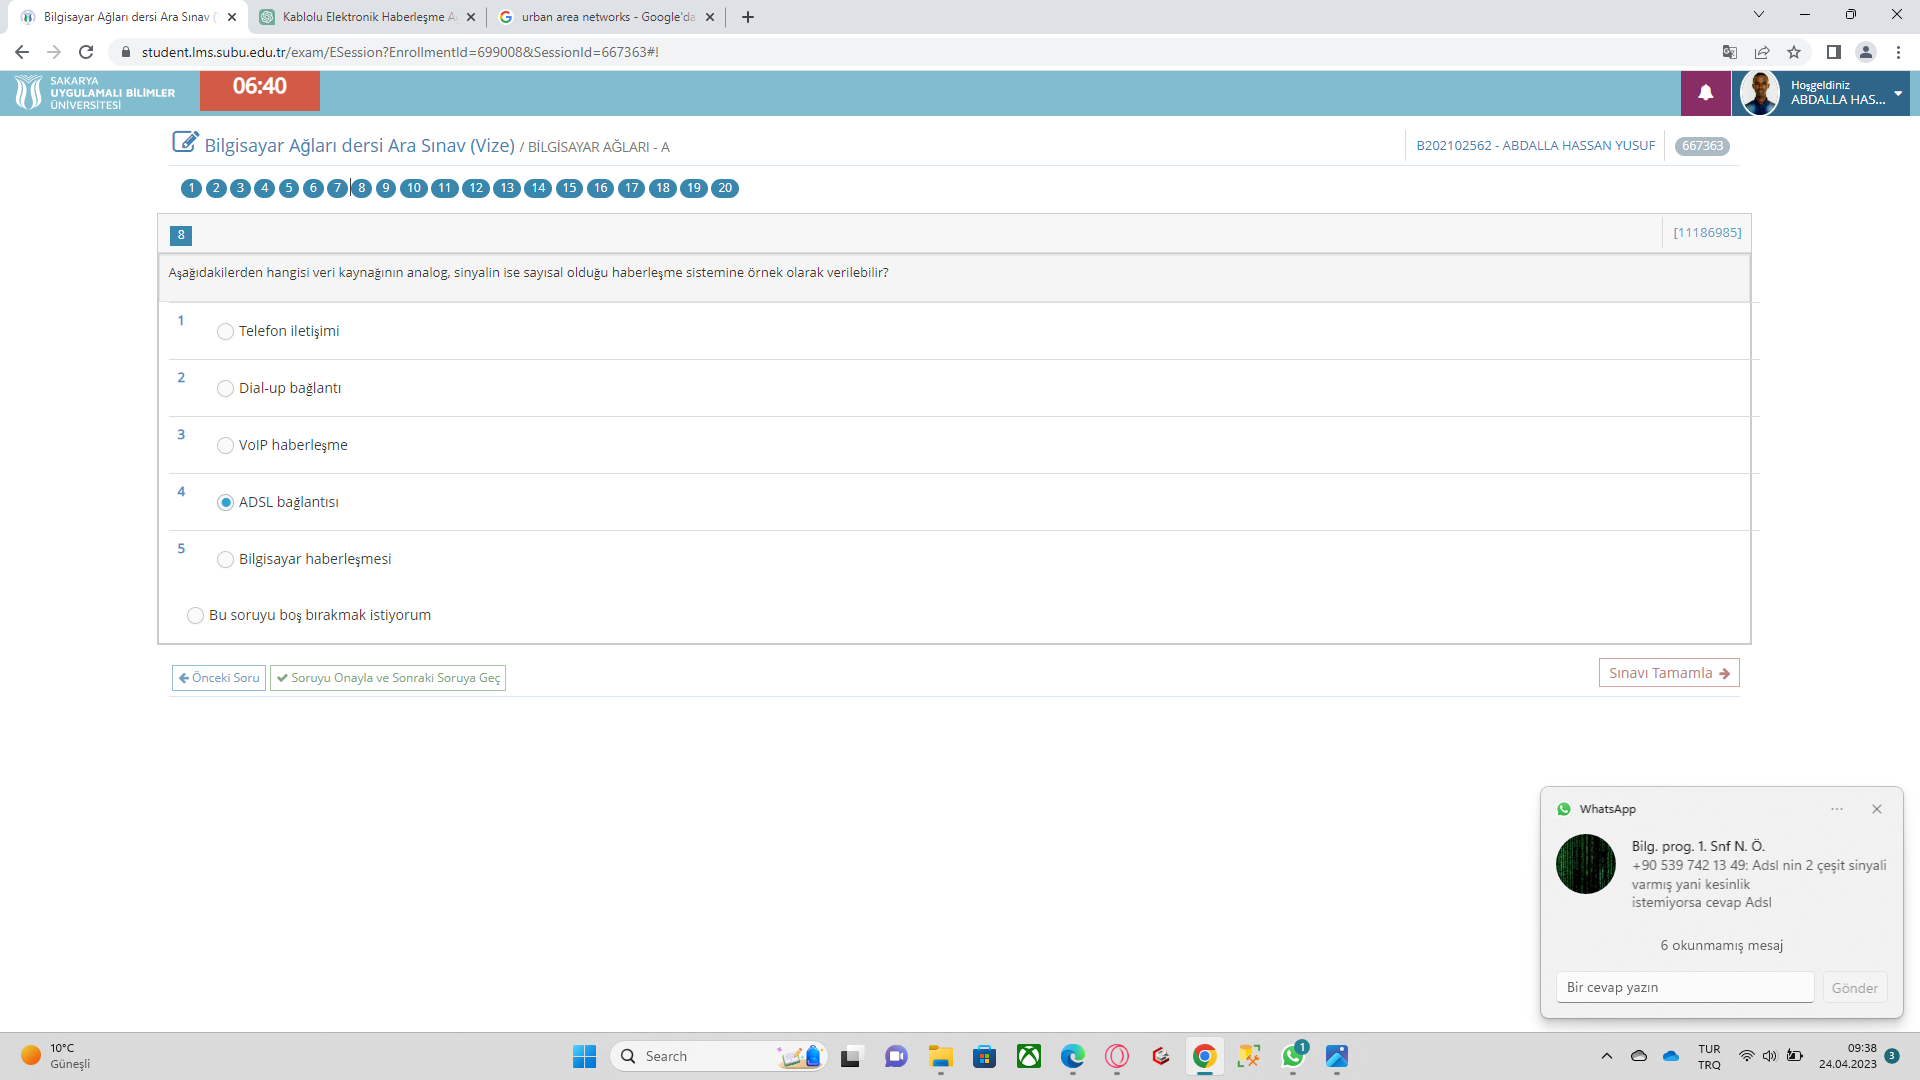 Bilgisayar Ağları dersi Ara Sınav (
Kablolu Elektronik Haberleşme A
urban area networks - Google'da
student.lms.subu.edu.tr/exam/ESession?EnrollmentId=699008&SessionId=667363#!
SAKARYA
UYGULAMALI BİLİMLER
ÜNİVERSİTESİ
06:40
Hoşgeldiniz
ABDALLA HAS...
Bilgisayar Ağları dersi Ara Sınav (Vize) / BİLGİSAYAR AĞLARI - A
B202102562 - ABDALLA HASSAN YUSUF
667363
1 2 3 4 5 6 7 8 9 10 11 12 13 14 15 16 17 18 19 20
8
[11186985]
Aşağıdakilerden hangisi veri kaynağının analog, sinyalin ise sayısal olduğu haberleşme sistemine örnek olarak verilebilir?
1 Telefon iletişimi
2 Dial-up bağlantı
3 VoIP haberleşme
4 ADSL bağlantısı
5 Bilgisayar haberleşmesi
Bu soruyu boş bırakmak istiyorum
Önceki Soru
Soruyu Onayla ve Sonraki Soruya Geç
Sınavı Tamamla
WhatsApp
Bilg. prog. 1. Snf N. Ö.
+90 539 742 13 49: Adsl nin 2 çeşit sinyali
varmış yani kesinlik
istemiyorsa cevap Adsl
6 okunmamış mesaj
Bir cevap yazın
Gönder
10°C
Güneşli
Search
1
TUR
TRQ
09:38
24.04.2023
3